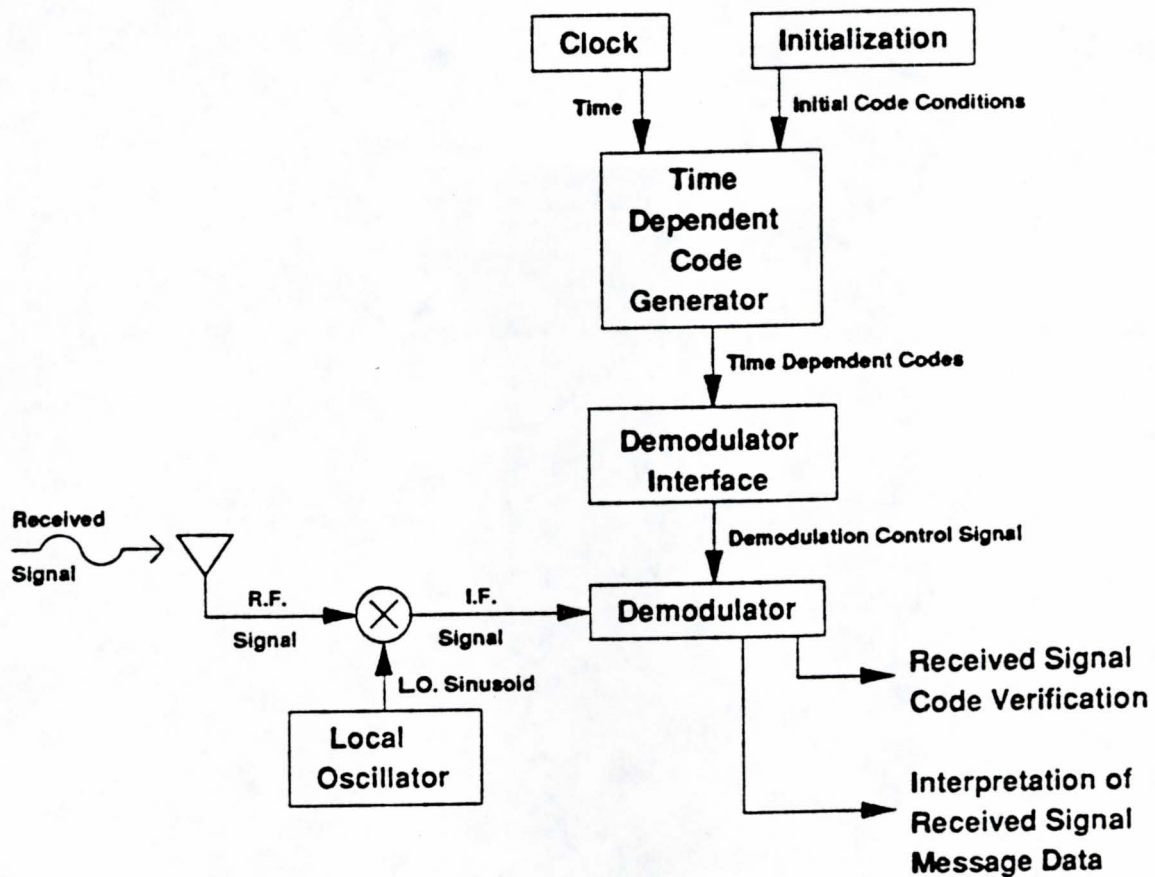 Clock
Initialization
Time
Initial Code Conditions
Time
Dependent
Code
Generator
Time Dependent Codes
Demodulator
Interface
Demodulation Control Signal
Received
Signal
R.F.
Signal
I.F.
Signal
Demodulator
L.O. Sinusoid
Local
Oscillator
Received Signal
Code Verification
Interpretation of
Received Signal
Message Data